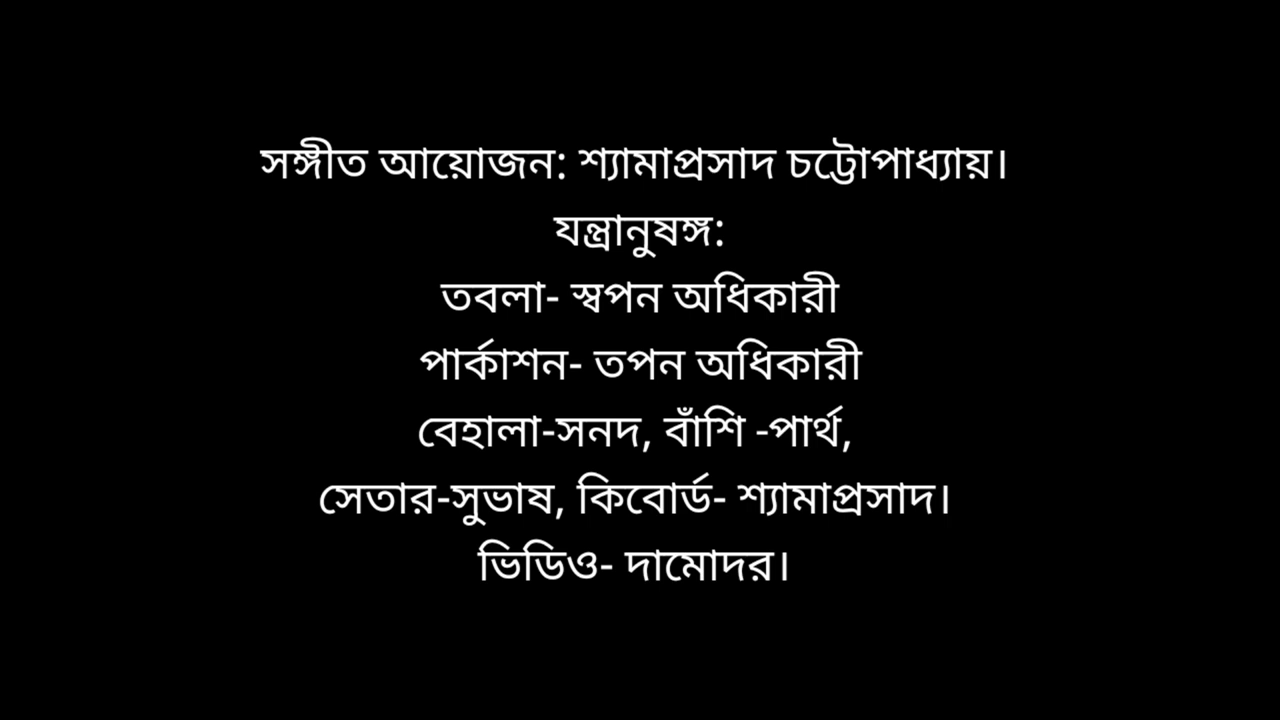 সঙ্গীত আয়োজন: শ্যামাপ্রসাদ চট্টোপাধ্যায়।
যন্ত্রানুষঙ্গ:
তবলা- স্বপন অধিকারী
পার্কাশন- তপন অধিকারী
বেহালা-সনদ, বাঁশি -পার্থ,
সেতার-সুভাষ, কিবোর্ড- শ্যামাপ্রসাদ।
ভিডিও- দামোদর।